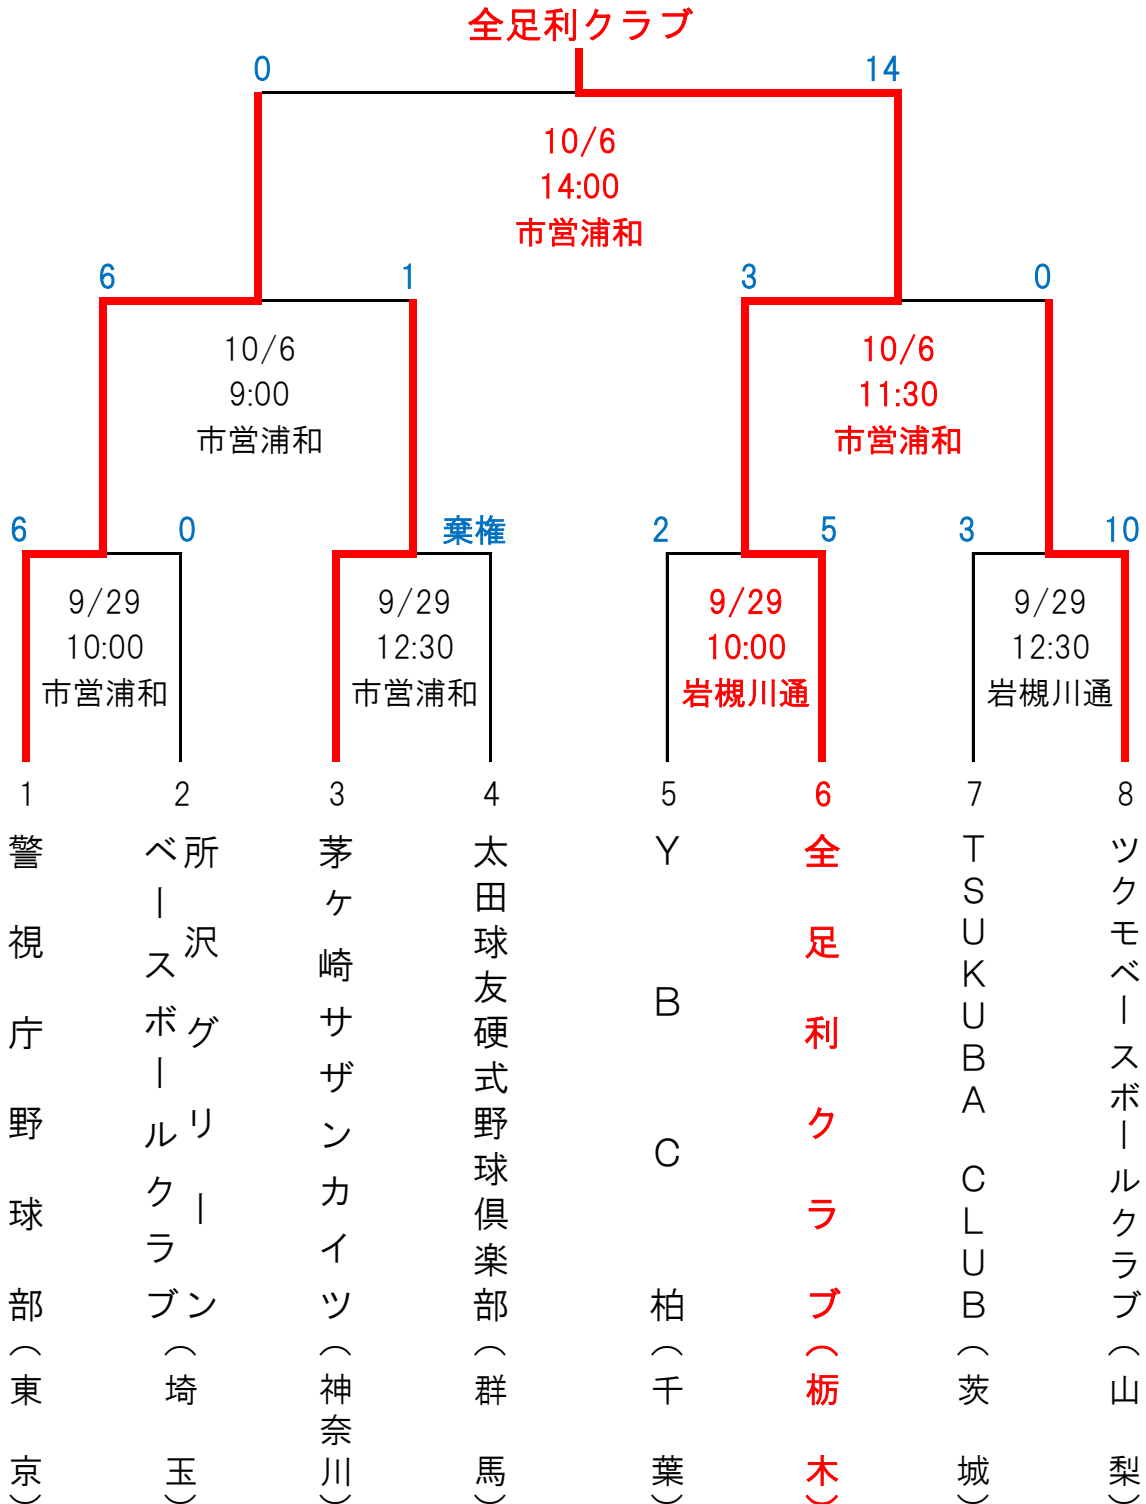 全足利クラブ
0
14
10/6
14:00
市営浦和
6
1
3
0
10/6
9:00
市営浦和
10/6
11:30
市営浦和
6
0
棄権
2
5
3
10
9/29
10:00
市営浦和
9/29
12:30
市営浦和
9/29
10:00
岩槻川通
9/29
12:30
岩槻川通
1
2
3
4
5
6
7
8
警視庁野球部(東京)
所沢グリーン
ベースボールクラブ(埼玉)
茅ヶ崎サザンカイツ(神奈川)
太田球友硬式野球倶楽部(群馬)
YBC柏(千葉)
全足利クラブ(栃木)
TSUKUBA CLUB(茨城)
ツクモベースボールクラブ(山梨)